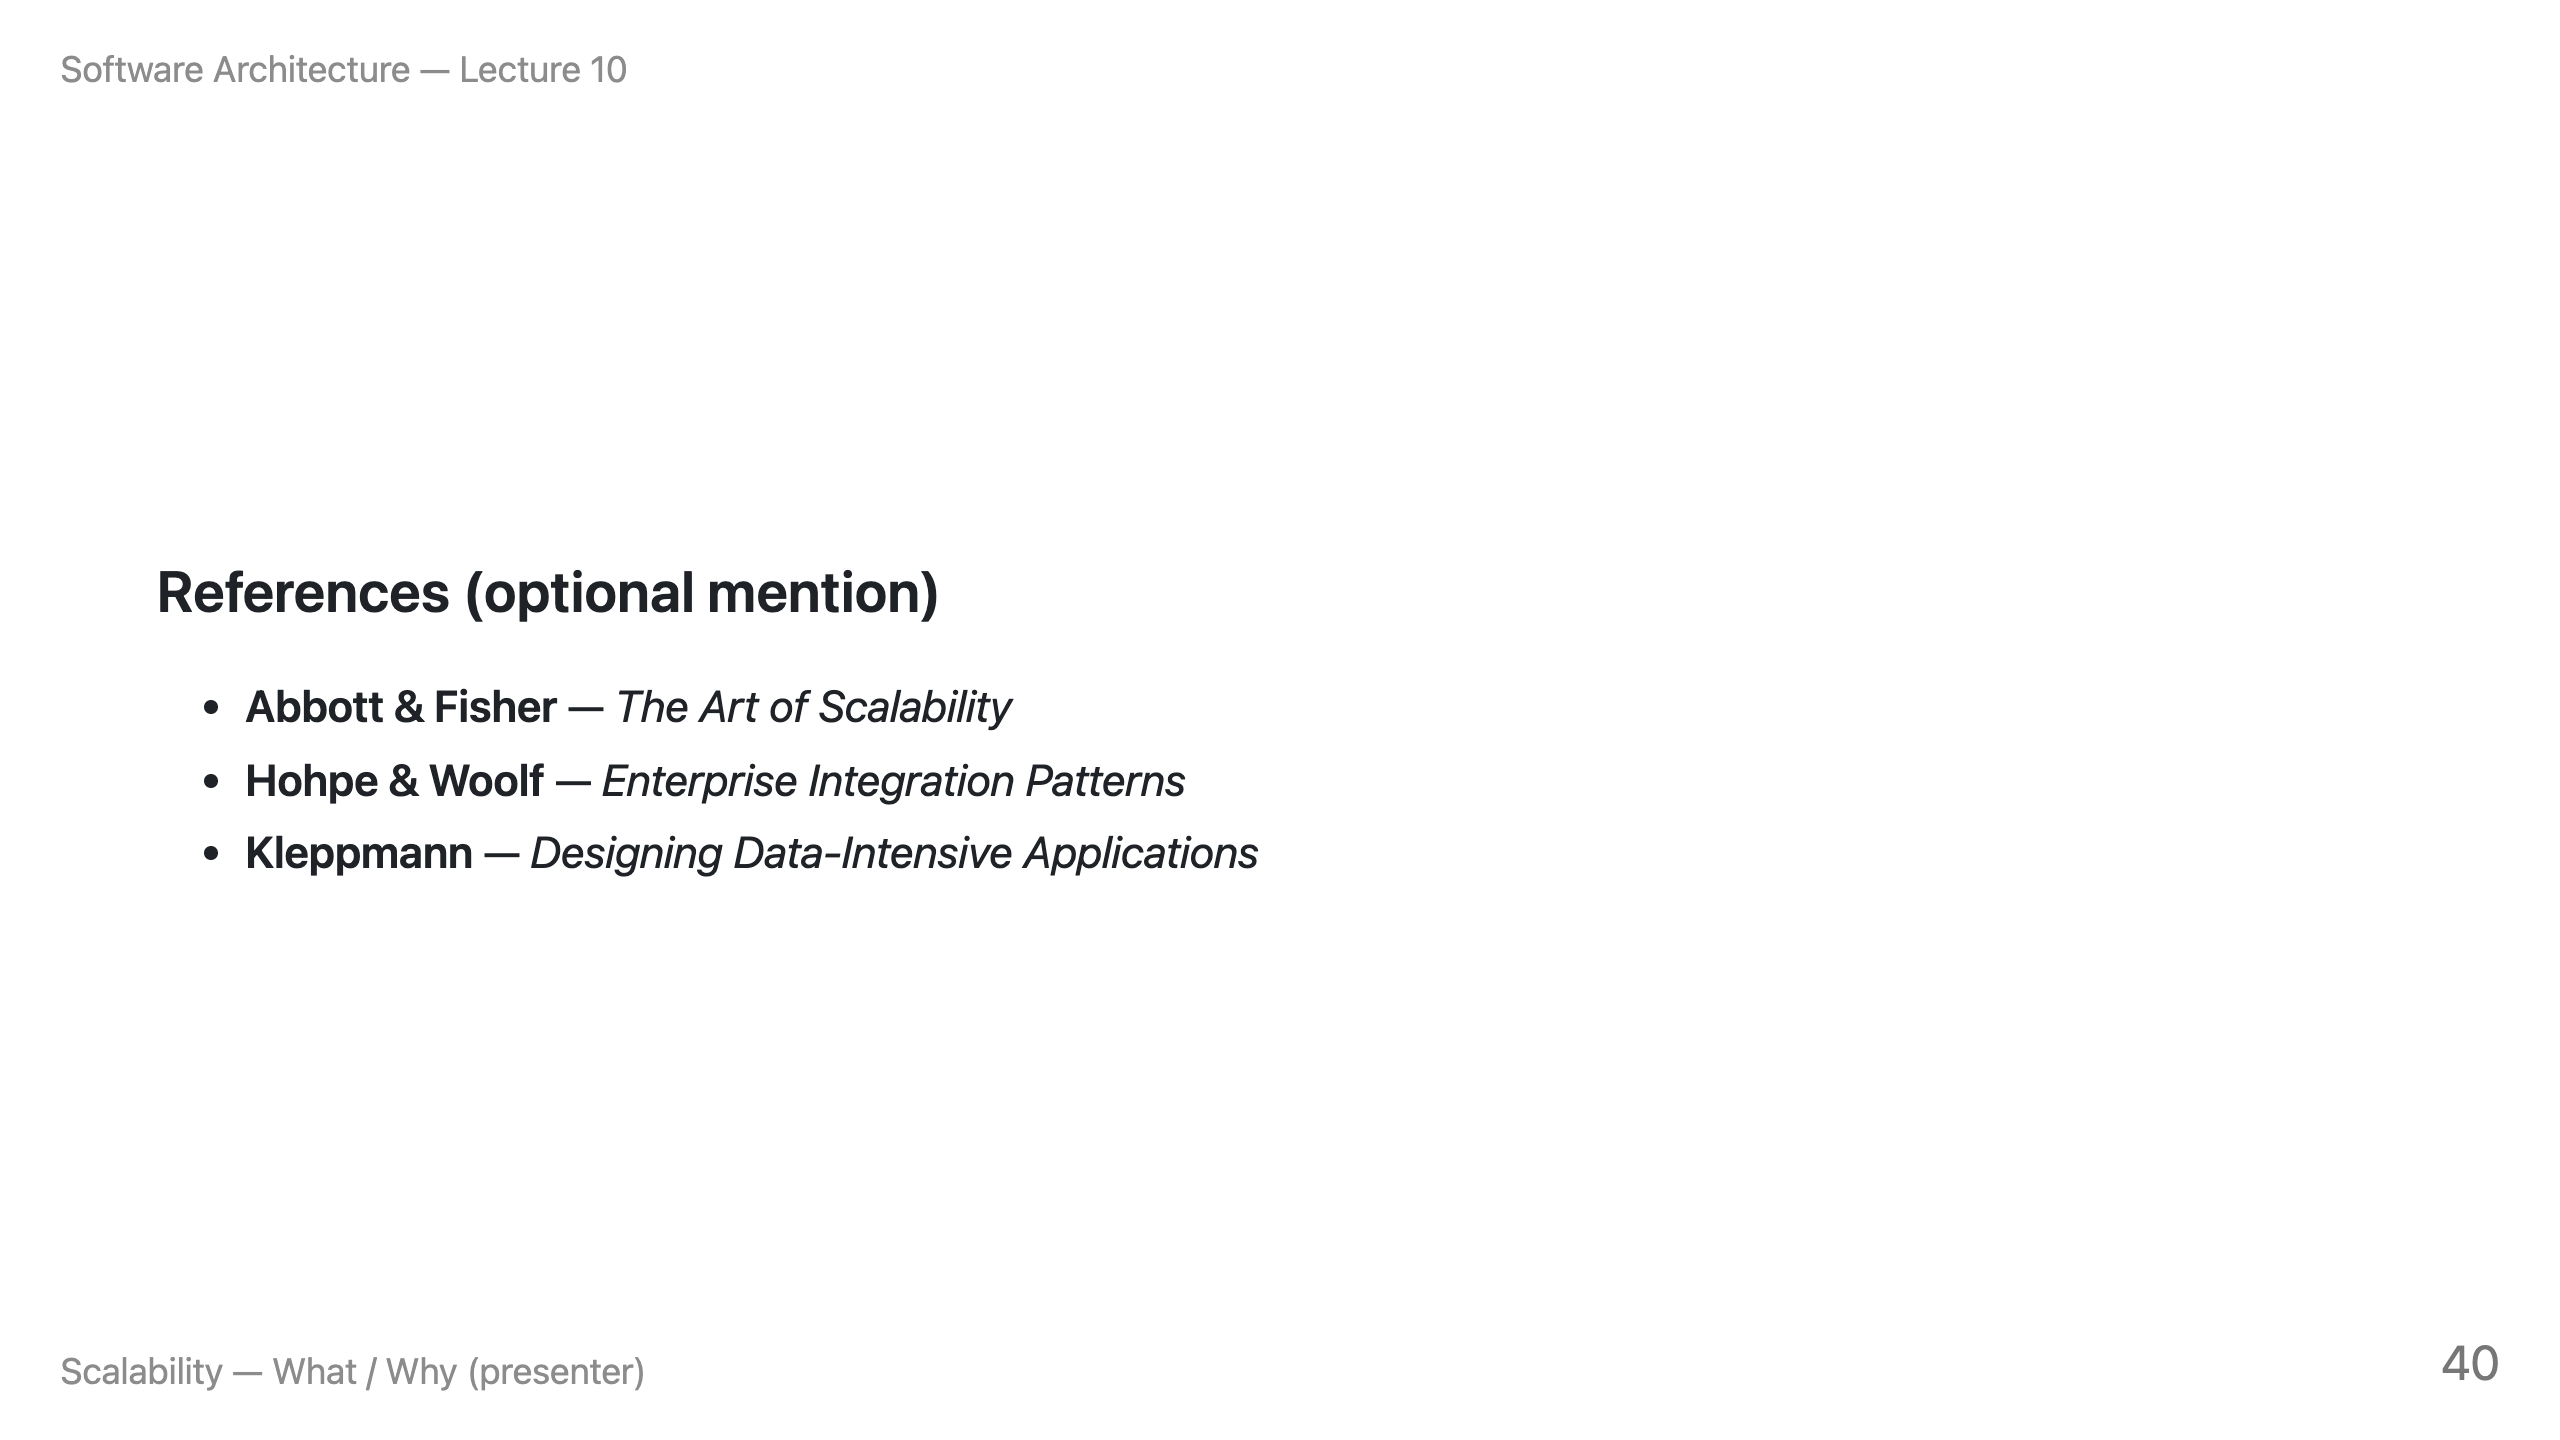 Software Architecture — Lecture 10
References (optional mention)
• Abbott & Fisher — The Art of Scalability
• Hohpe & Woolf — Enterprise Integration Patterns
• Kleppmann — Designing Data-Intensive Applications
Scalability — What / Why (presenter)
40